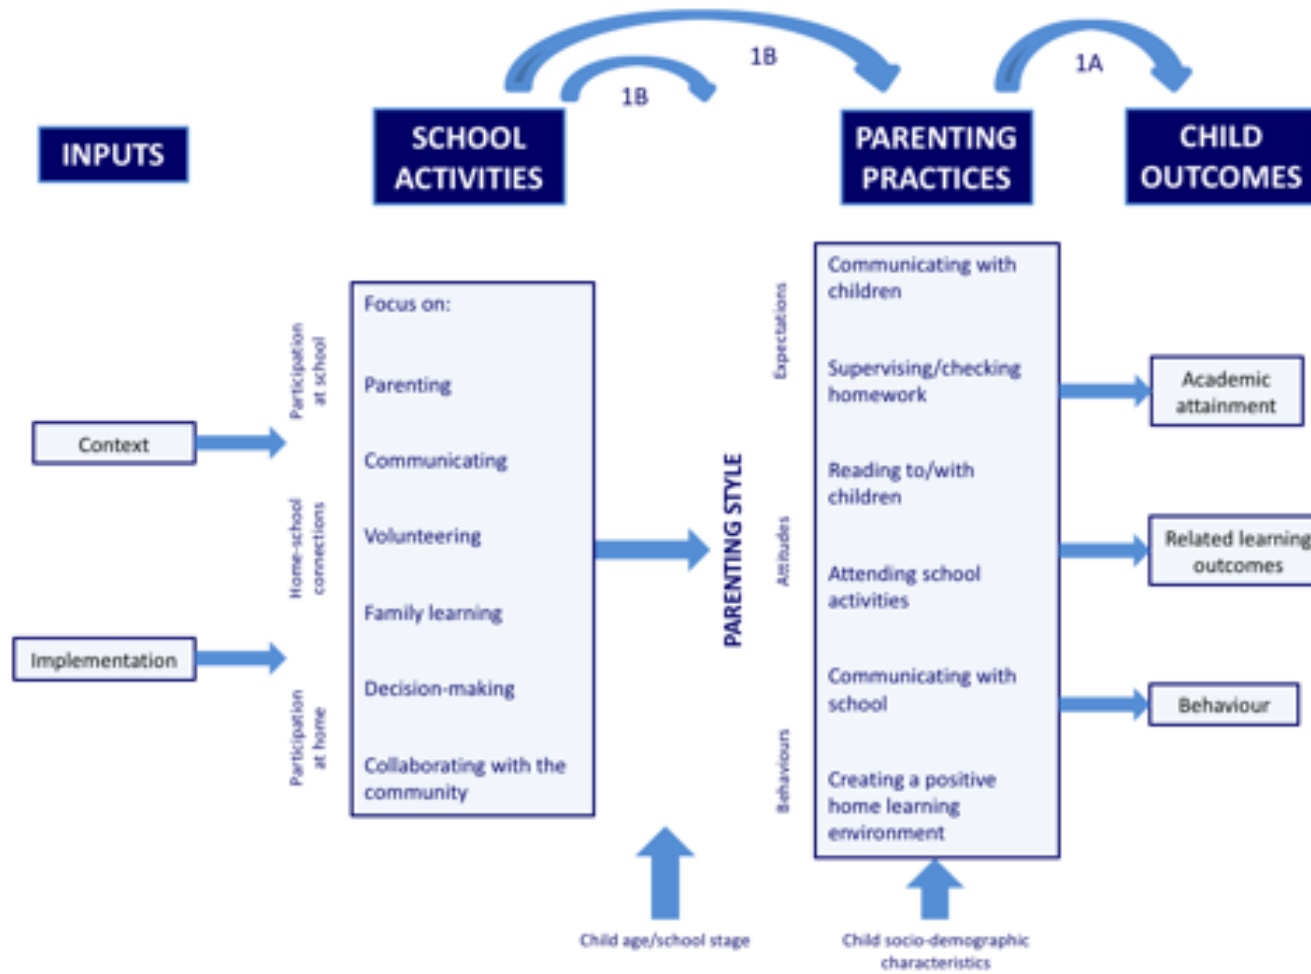 1B
1B
1A
INPUTS
SCHOOL
ACTIVITIES
PARENTING
PRACTICES
CHILD
OUTCOMES
Context
Implementation
Participation
at school
Home-school
connections
Participation
at home
Focus on:
Parenting
Communicating
Volunteering
Family learning
Decision-making
Collaborating with the
community
PARENTING STYLE
Expectations
Attitudes
Behaviours
Communicating with
children
Supervising/checking
homework
Reading to/with
children
Attending school
activities
Communicating with
school
Creating a positive
home learning
environment
Academic
attainment
Related learning
outcomes
Behaviour
Child age/school stage
Child socio-demographic
characteristics